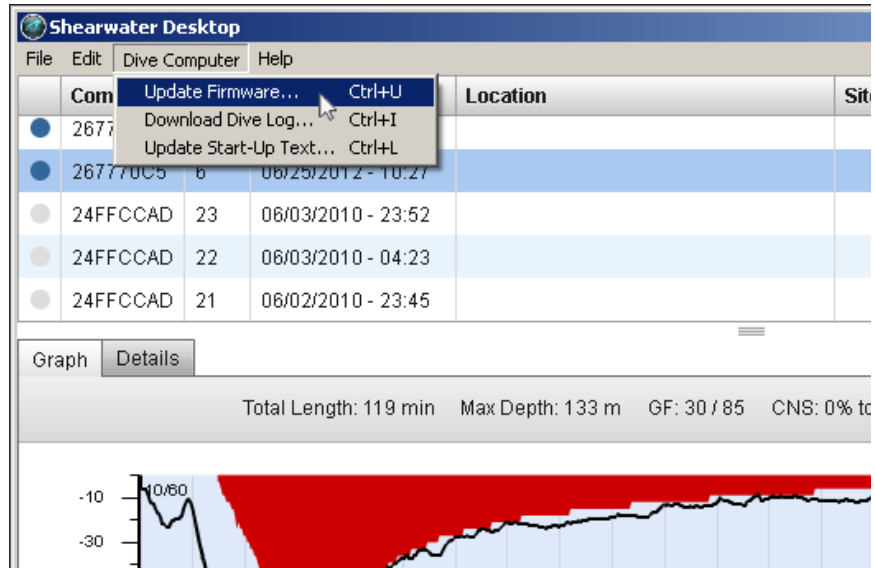 Shearwater Desktop
File Edit Dive Computer Help
Update Firmware... Ctrl+U
Download Dive Log... Ctrl+I
Update Start-Up Text... Ctrl+L
Com Location Site
2677
267770C5 6 06/25/2012 - 10:27
24FFCCAD 23 06/03/2010 - 23:52
24FFCCAD 22 06/03/2010 - 04:23
24FFCCAD 21 06/02/2010 - 23:45
Graph Details
Total Length: 119 min Max Depth: 133 m GF: 30 / 85 CNS: 0% to
10/60
-10
-30